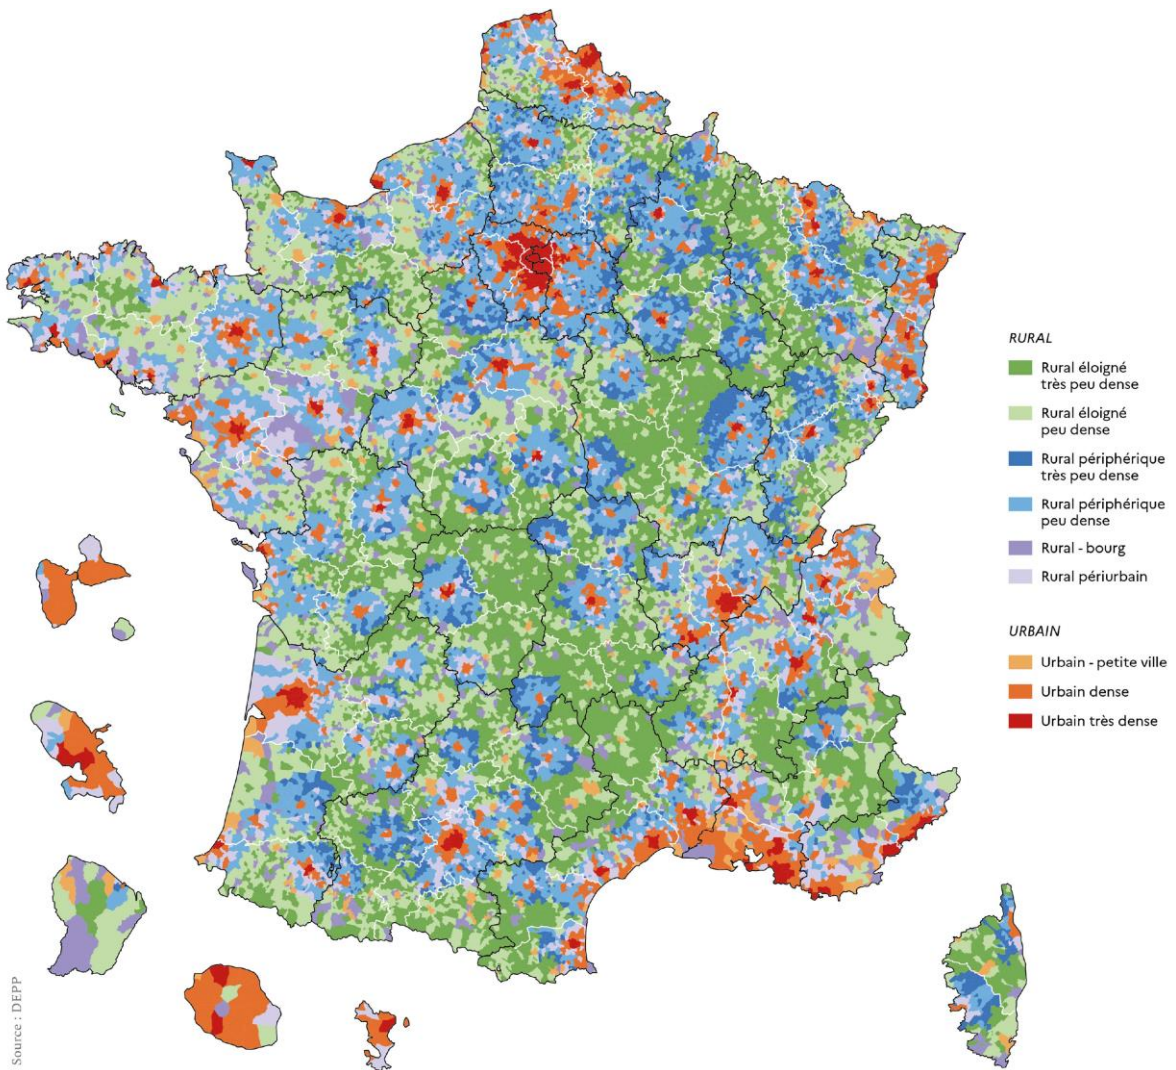 RURAL
Rural éloigné
très peu dense
Rural éloigné
peu dense
Rural périphérique
très peu dense
Rural périphérique
peu dense
Rural - bourg
Rural périurbain
URBAIN
Urbain - petite ville
Urbain dense
Urbain très dense
Source : DEPP